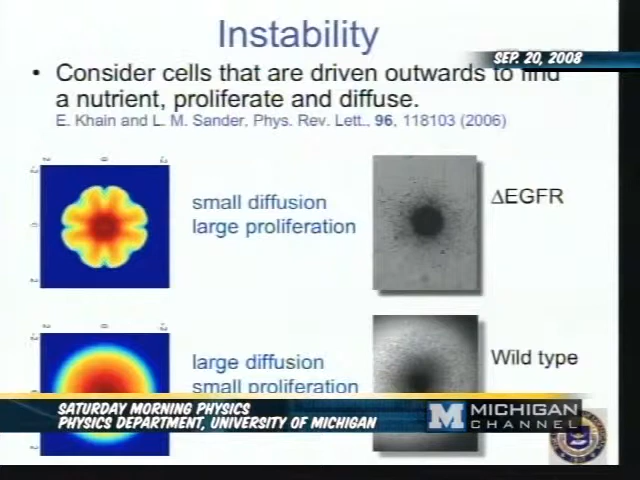 Instability
SEP. 20, 2008
• Consider cells that are driven outwards to find
a nutrient, proliferate and diffuse.
E. Khain and L. M. Sander, Phys. Rev. Lett., 96, 118103 (2006)
small diffusion
large proliferation
ΔEGFR
large diffusion
small proliferation
Wild type
SATURDAY MORNING PHYSICS
PHYSICS DEPARTMENT, UNIVERSITY OF MICHIGAN
M MICHIGAN
CHANNEL